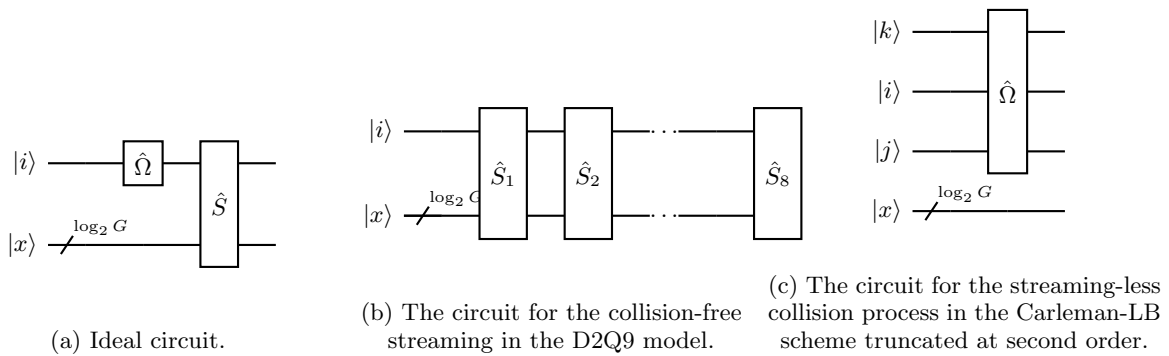 |i⟩
Ω̂
Ŝ
|x⟩
log₂ G
(a) Ideal circuit.
|i⟩
Ŝ₁
Ŝ₂
· · ·
Ŝ₈
|x⟩
log₂ G
· · ·
(b) The circuit for the collision-free
streaming in the D2Q9 model.
|k⟩
|i⟩
Ω̂
|j⟩
|x⟩
log₂ G
(c) The circuit for the streaming-less
collision process in the Carleman-LB
scheme truncated at second order.